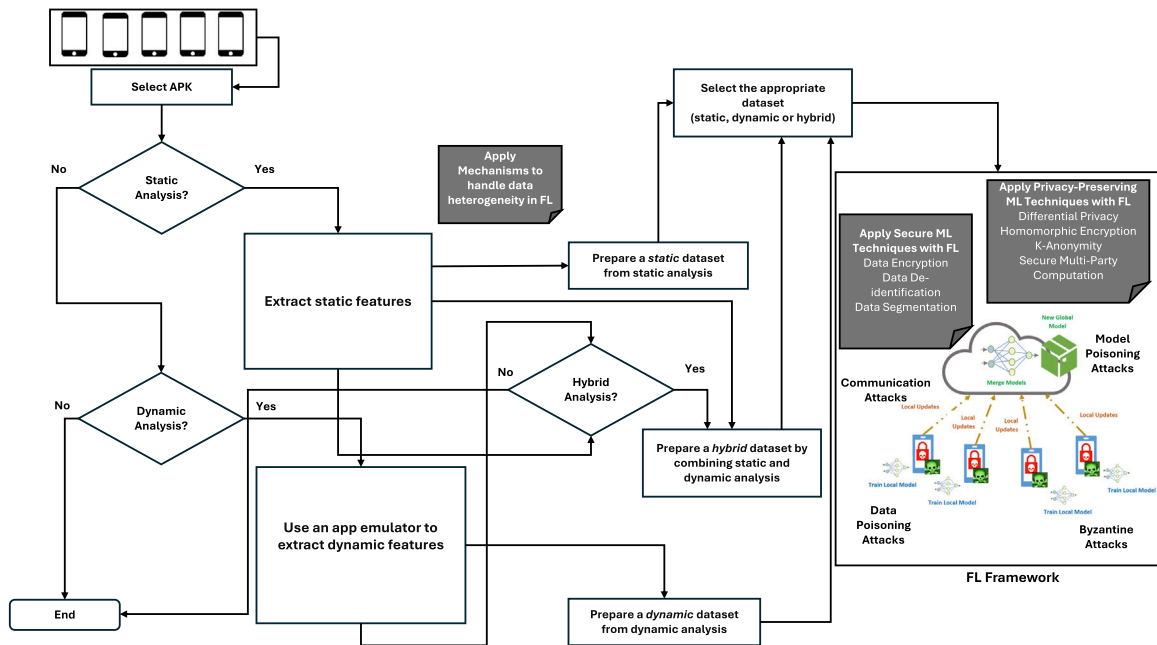 Select APK
No
Yes
Static
Analysis?
Apply
Mechanisms to
handle data
heterogeneity in FL
Select the appropriate
dataset
(static, dynamic or hybrid)
Extract static features
Prepare a static dataset
from static analysis
No
Yes
Hybrid
Analysis?
No
Yes
Dynamic
Analysis?
Prepare a hybrid dataset by
combining static and
dynamic analysis
Use an app emulator to
extract dynamic features
End
Prepare a dynamic dataset
from dynamic analysis
Apply Privacy-Preserving
ML Techniques with FL
Differential Privacy
Homomorphic Encryption
K-Anonymity
Secure Multi-Party
Computation
Apply Secure ML
Techniques with FL
Data Encryption
Data De-
identification
Data Segmentation
New Global
Model
Merge Models
Model
Poisoning
Attacks
Communication
Attacks
Local Updates
Local
Updates
Local
Updates
Local Updates
Train Local Model
Train Local Model
Train Local Model
Train Local Model
Data
Poisoning
Attacks
Byzantine
Attacks
FL Framework